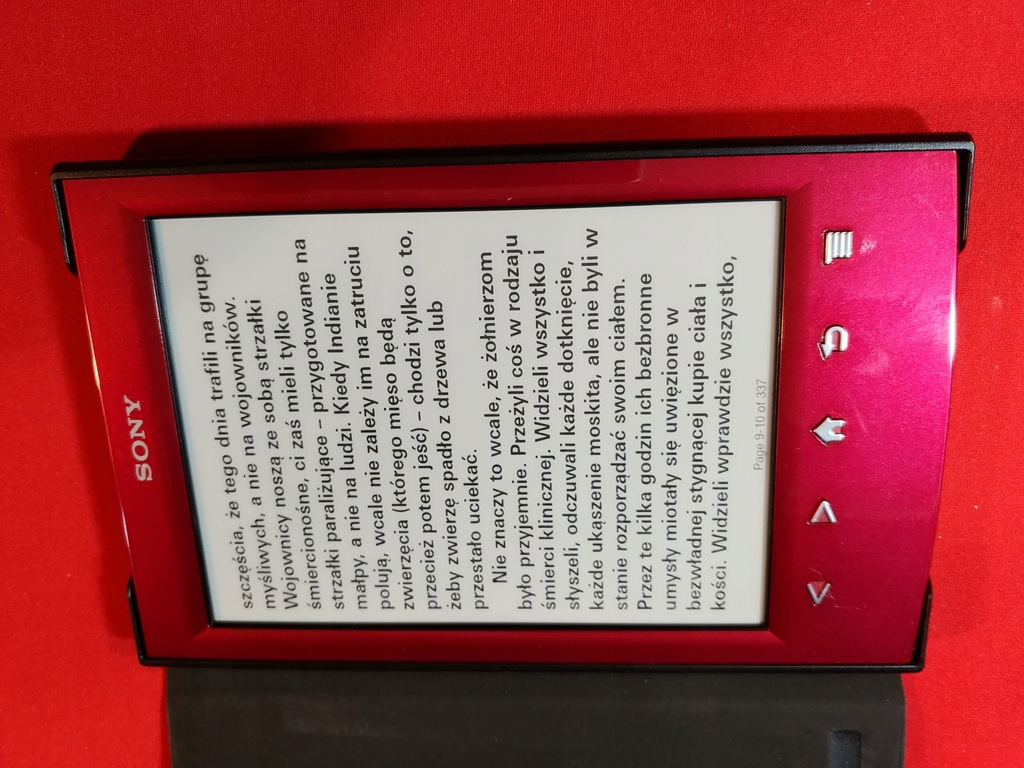 SONY
szczęścia, że tego dnia trafili na grupę
myśliwych, a nie na wojowników.
Wojownicy noszą ze sobą strzałki
śmiercionośne, ci zaś mieli tylko
strzałki paraliżujące – przygotowane na
małpy, a nie na ludzi. Kiedy Indianie
polują, wcale nie zależy im na zatruciu
zwierzęcia (którego mięso będą
przecież potem jeść) – chodzi tylko o to,
żeby zwierzę spadło z drzewa lub
przestało uciekać.
Nie znaczy to wcale, że żołnierzom
było przyjemnie. Przeżyli coś w rodzaju
śmierci klinicznej. Widzieli wszystko i
słyszeli, odczuwali każde dotknięcie,
każde ukąszenie moskita, ale nie byli w
stanie rozporządzać swoim ciałem.
Przez te kilka godzin ich bezbronne
umysły miotały się uwięzione w
bezwładnej stygnącej kupie ciała i
kości. Widzieli wprawdzie wszystko,
Page 9-10 of 337